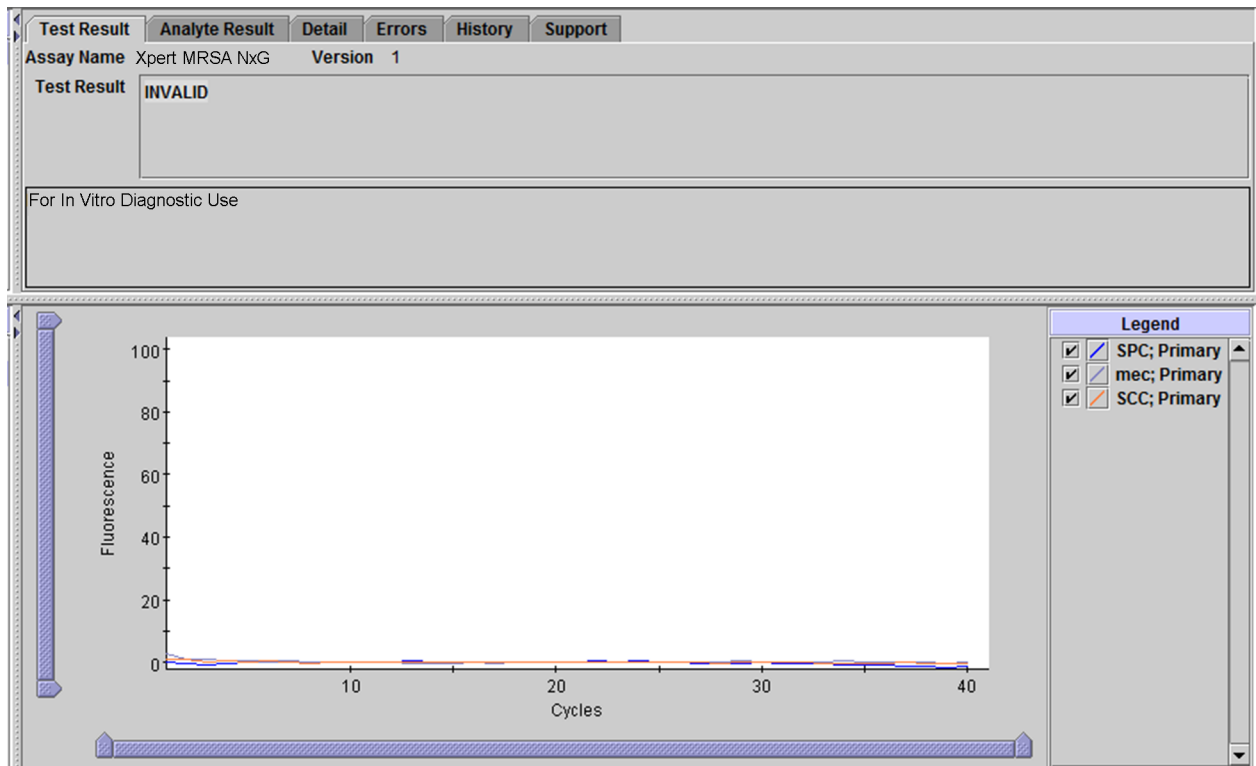 Test Result Analyte Result Detail Errors History Support
Assay Name Xpert MRSA NxG Version 1
Test Result INVALID
For In Vitro Diagnostic Use
Legend
SPC; Primary
mec; Primary
SCC; Primary
100
80
60
40
20
0
Fluorescence
10 20 30 40
Cycles